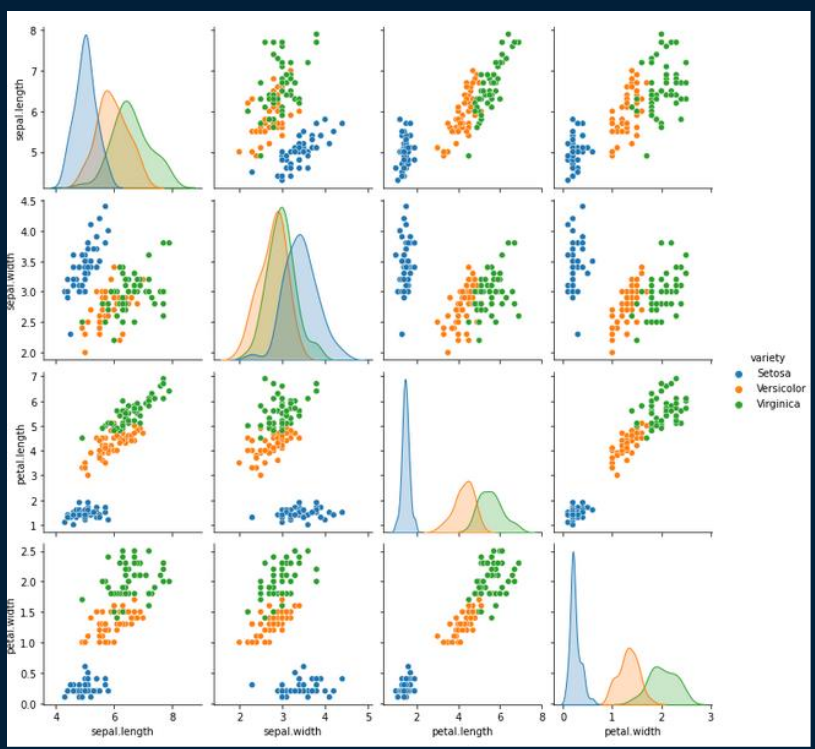 8
7
6
5
sepal.length
4.5
4.0
3.5
3.0
2.5
2.0
sepal.width
variety
Setosa
Versicolor
Virginica
7
6
5
4
3
2
1
petal.length
2.5
2.0
1.5
1.0
0.5
0.0
petal.width
4 6 8 2 3 4 5 2 4 6 8 0 1 2 3
sepal.length sepal.width petal.length petal.width